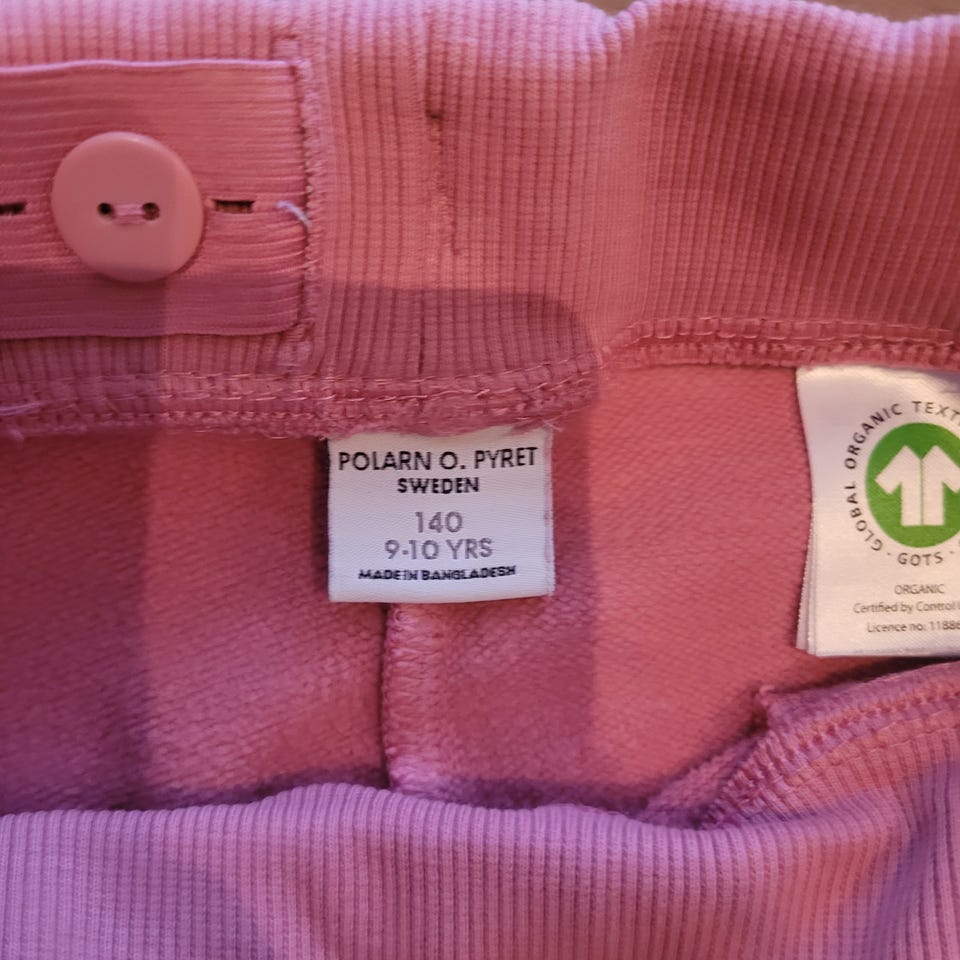 POLARN O. PYRET
SWEDEN
140
9-10 YRS
MADE IN BANGLADESH
GLOBAL ORGANIC
· GOTS ·
ORGANIC
Certified by Control
Licence no: